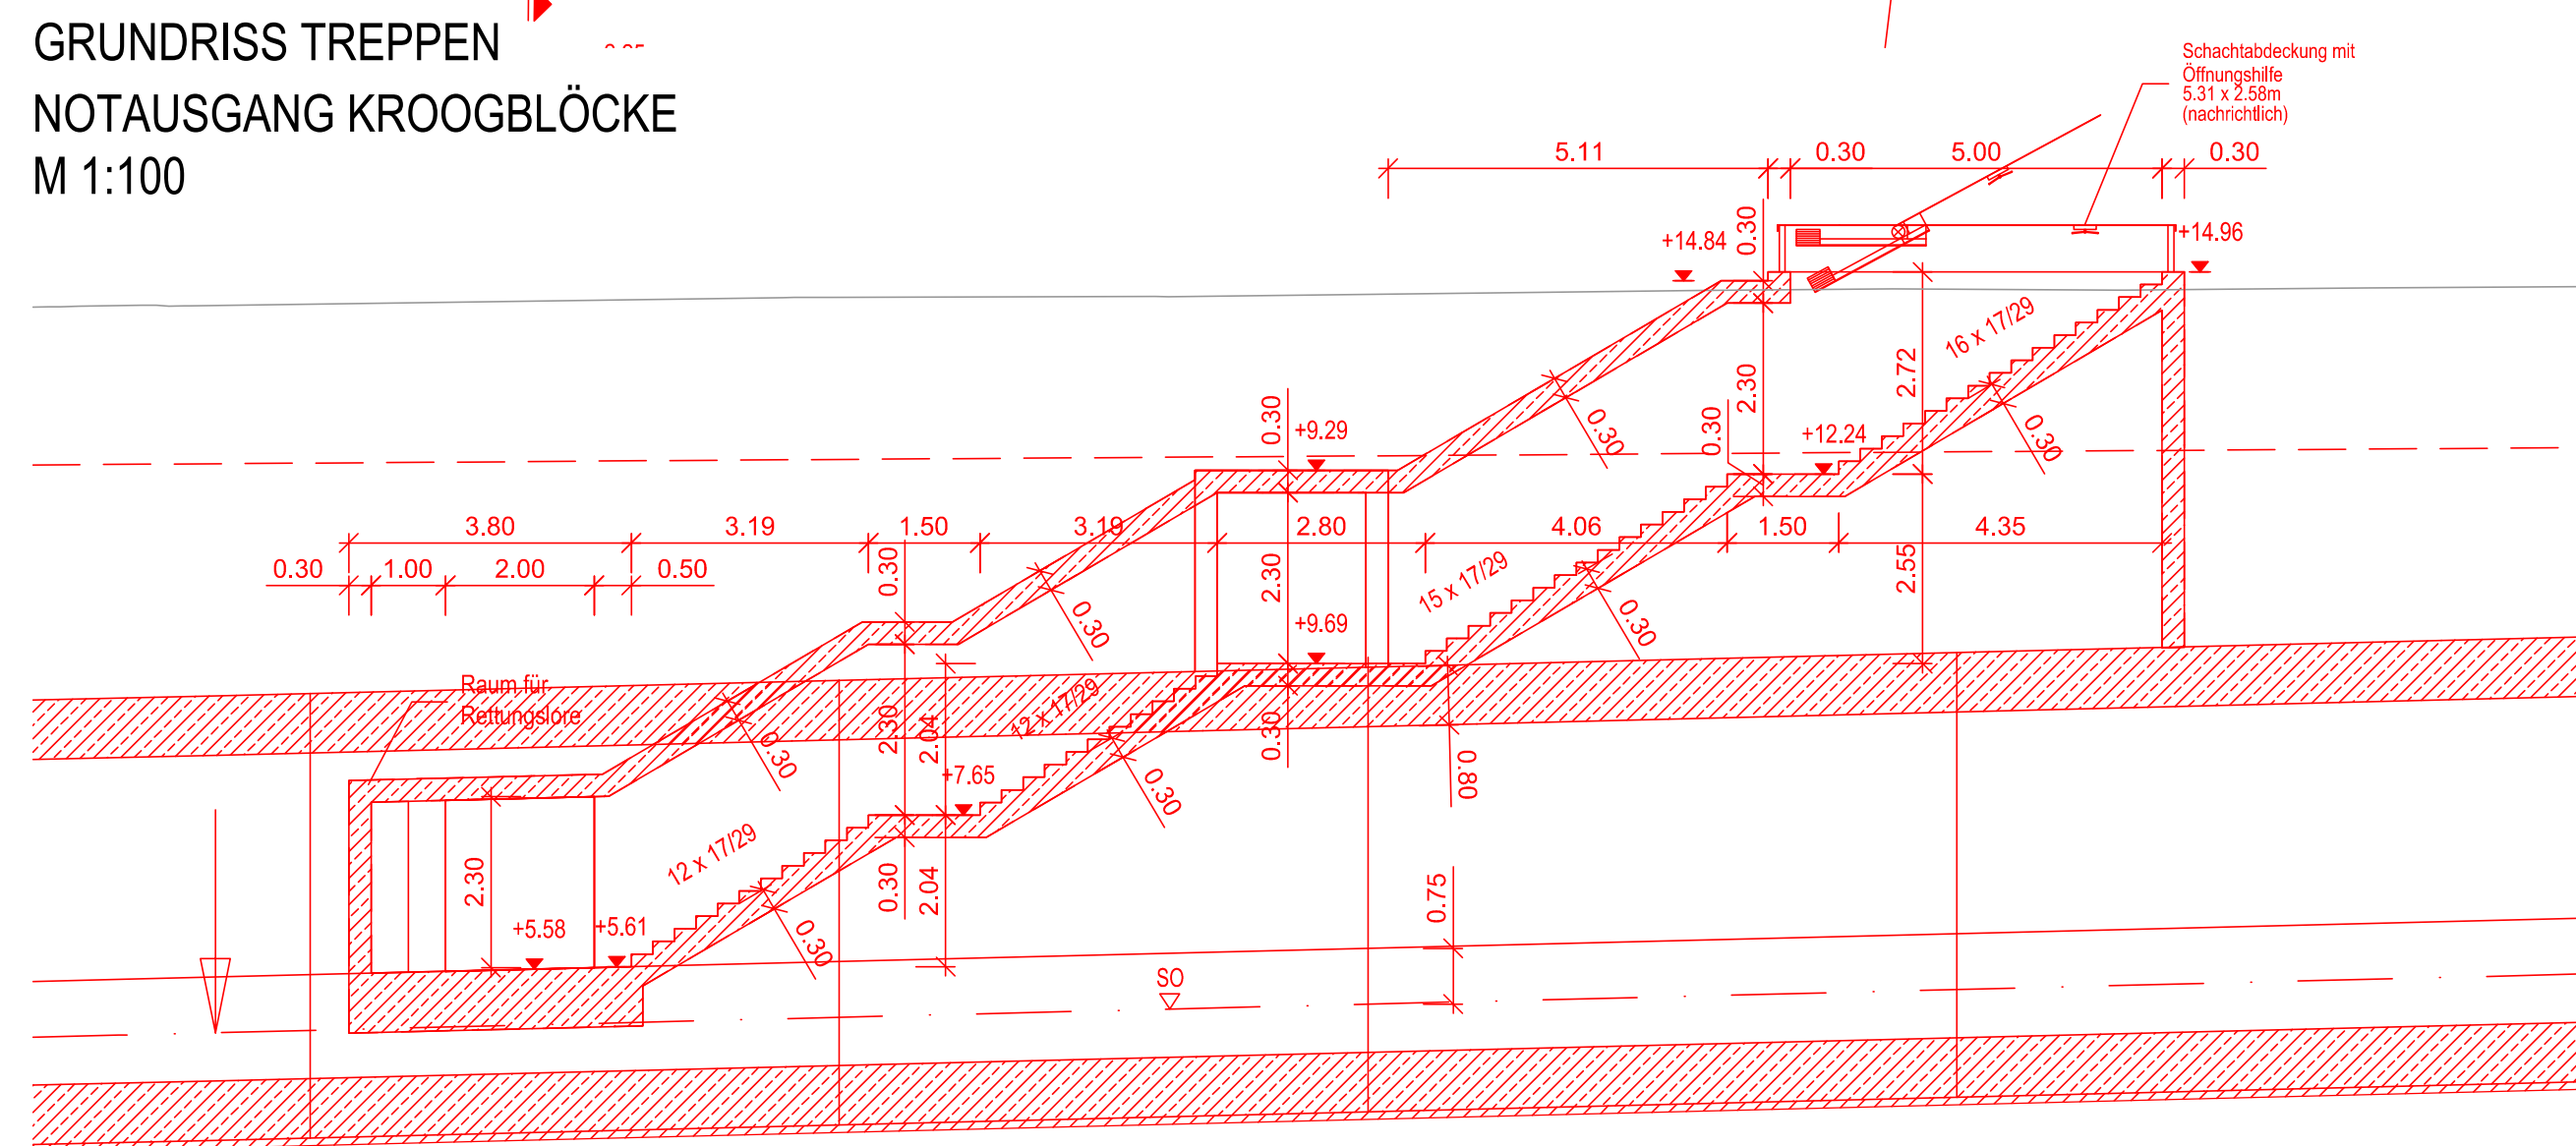 GRUNDRISS TREPPEN
NOTAUSGANG KROOGBLÖCKE
M 1:100
Schachtabdeckung mit
Öffnungshilfe
5.31 x 2.58m
(nachrichtlich)
5.11 0.30 5.00 0.30
+14.84 0.30 +14.96
16 x 17/29
2.30 2.72
0.30 +9.29 0.30 0.30 +12.24 0.30
3.80 3.19 1.50 3.19 2.80 4.06 1.50 4.35
0.30 1.00 2.00 0.50 0.30 2.30 15 x 17/29 2.55
0.30 +9.69 0.30
Raum für
Rettungslore
12 x 17/29
0.30 2.30 2.04 0.30 0.80
+7.65 0.30
12 x 17/29
2.30 0.30 2.04 0.75
+5.58 +5.61 0.30
SO